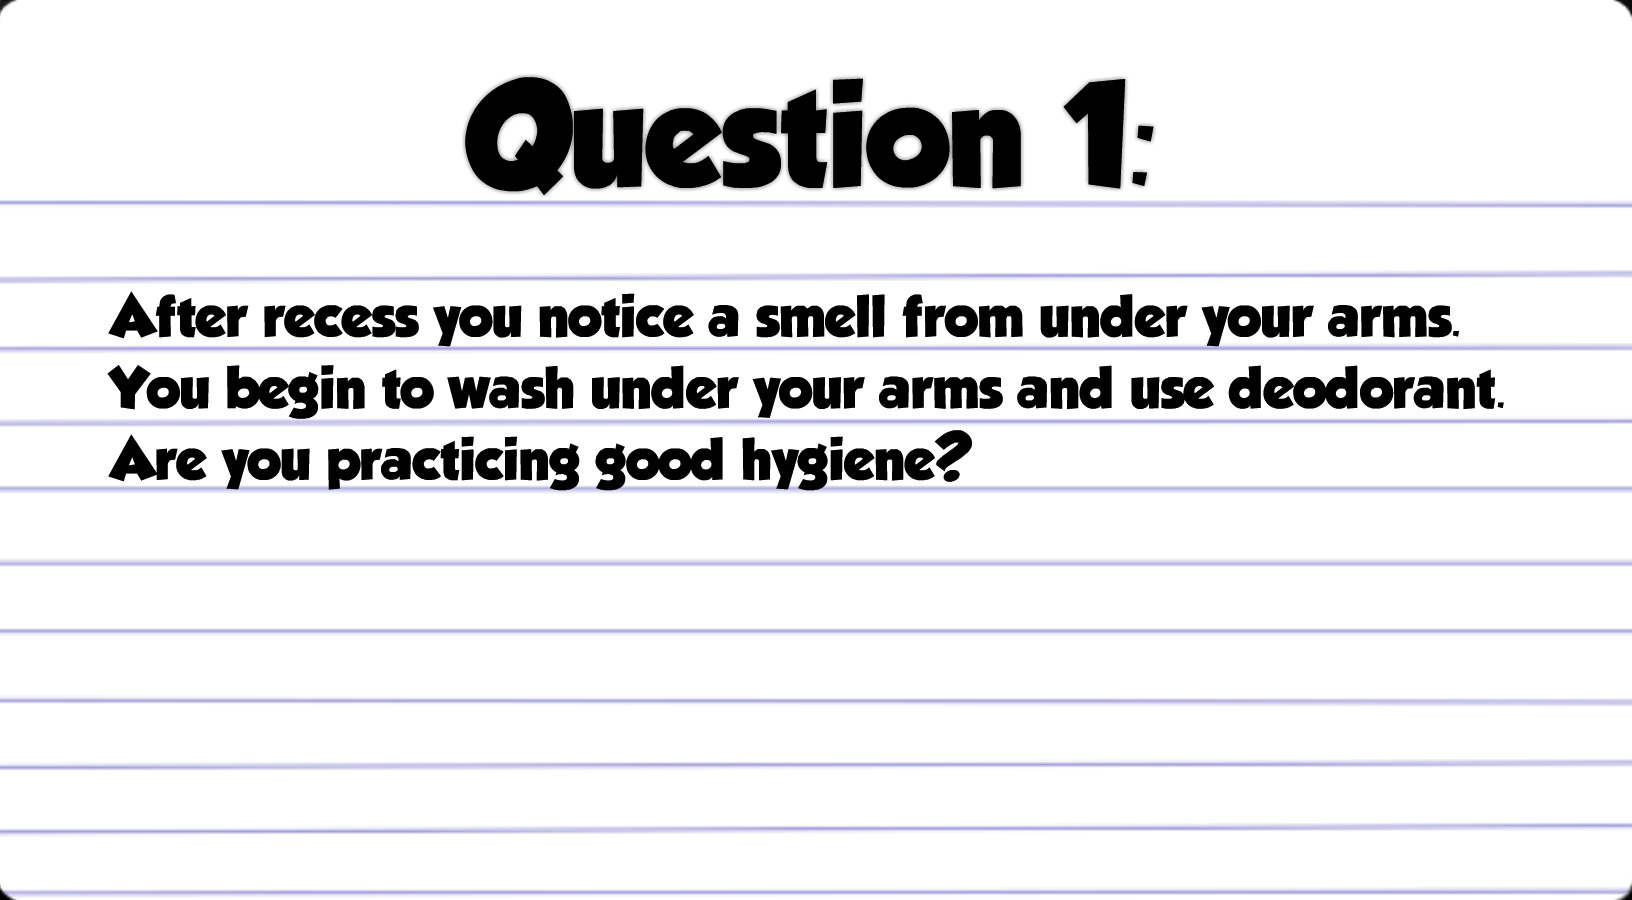 Question 1:
After recess you notice a smell from under your arms.
You begin to wash under your arms and use deodorant.
Are you practicing good hygiene?